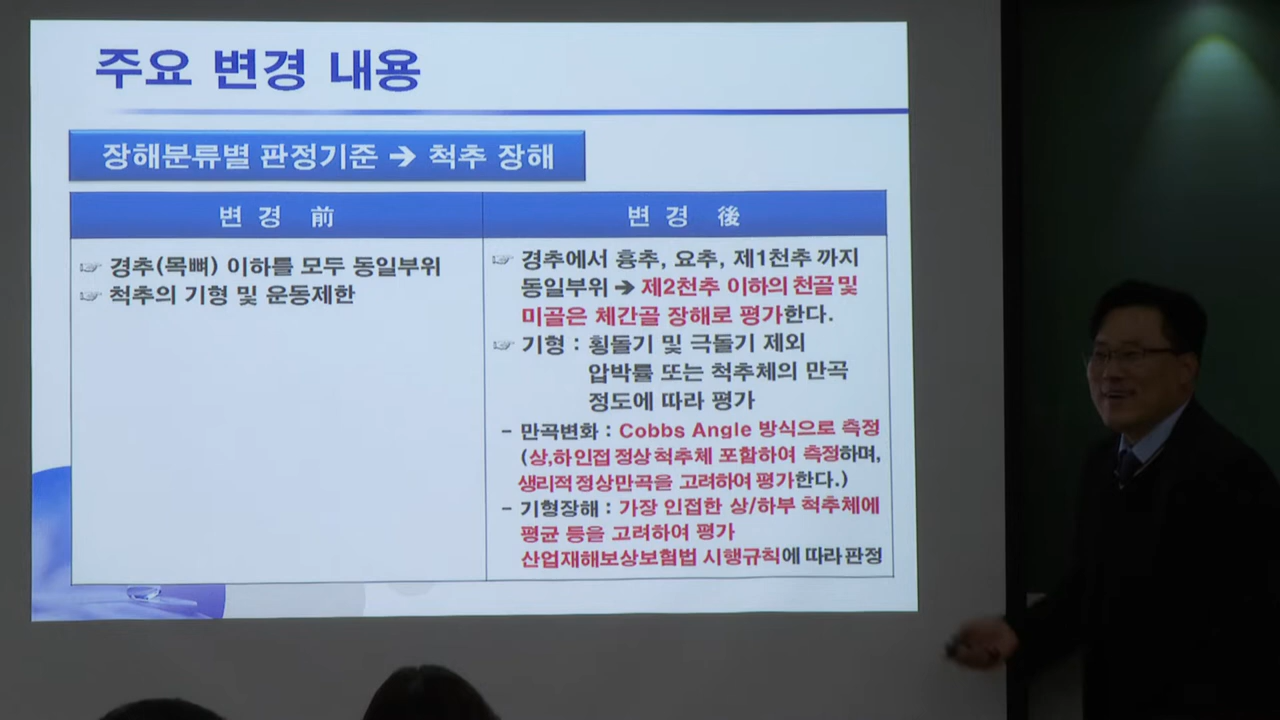 주요 변경 내용
장해분류별 판정기준 → 척추 장해
변 경 前
변 경 後
☞ 경추(목뼈) 이하를 모두 동일부위
☞ 척추의 기형 및 운동제한
☞ 경추에서 흉추, 요추, 제1천추 까지
동일부위 → 제2천추 이하의 천골 및
미골은 체간골 장해로 평가한다.
☞ 기형 : 횡돌기 및 극돌기 제외
압박률 또는 척추체의 만곡
정도에 따라 평가
- 만곡변화 : Cobbs Angle 방식으로 측정
(상,하인접 정상 척추체 포함하여 측정하며,
생리적 정상만곡을 고려하여 평가한다.)
- 기형장해 : 가장 인접한 상/하부 척추체에
평균 등을 고려하여 평가
산업재해보상보험법 시행규칙에 따라 판정